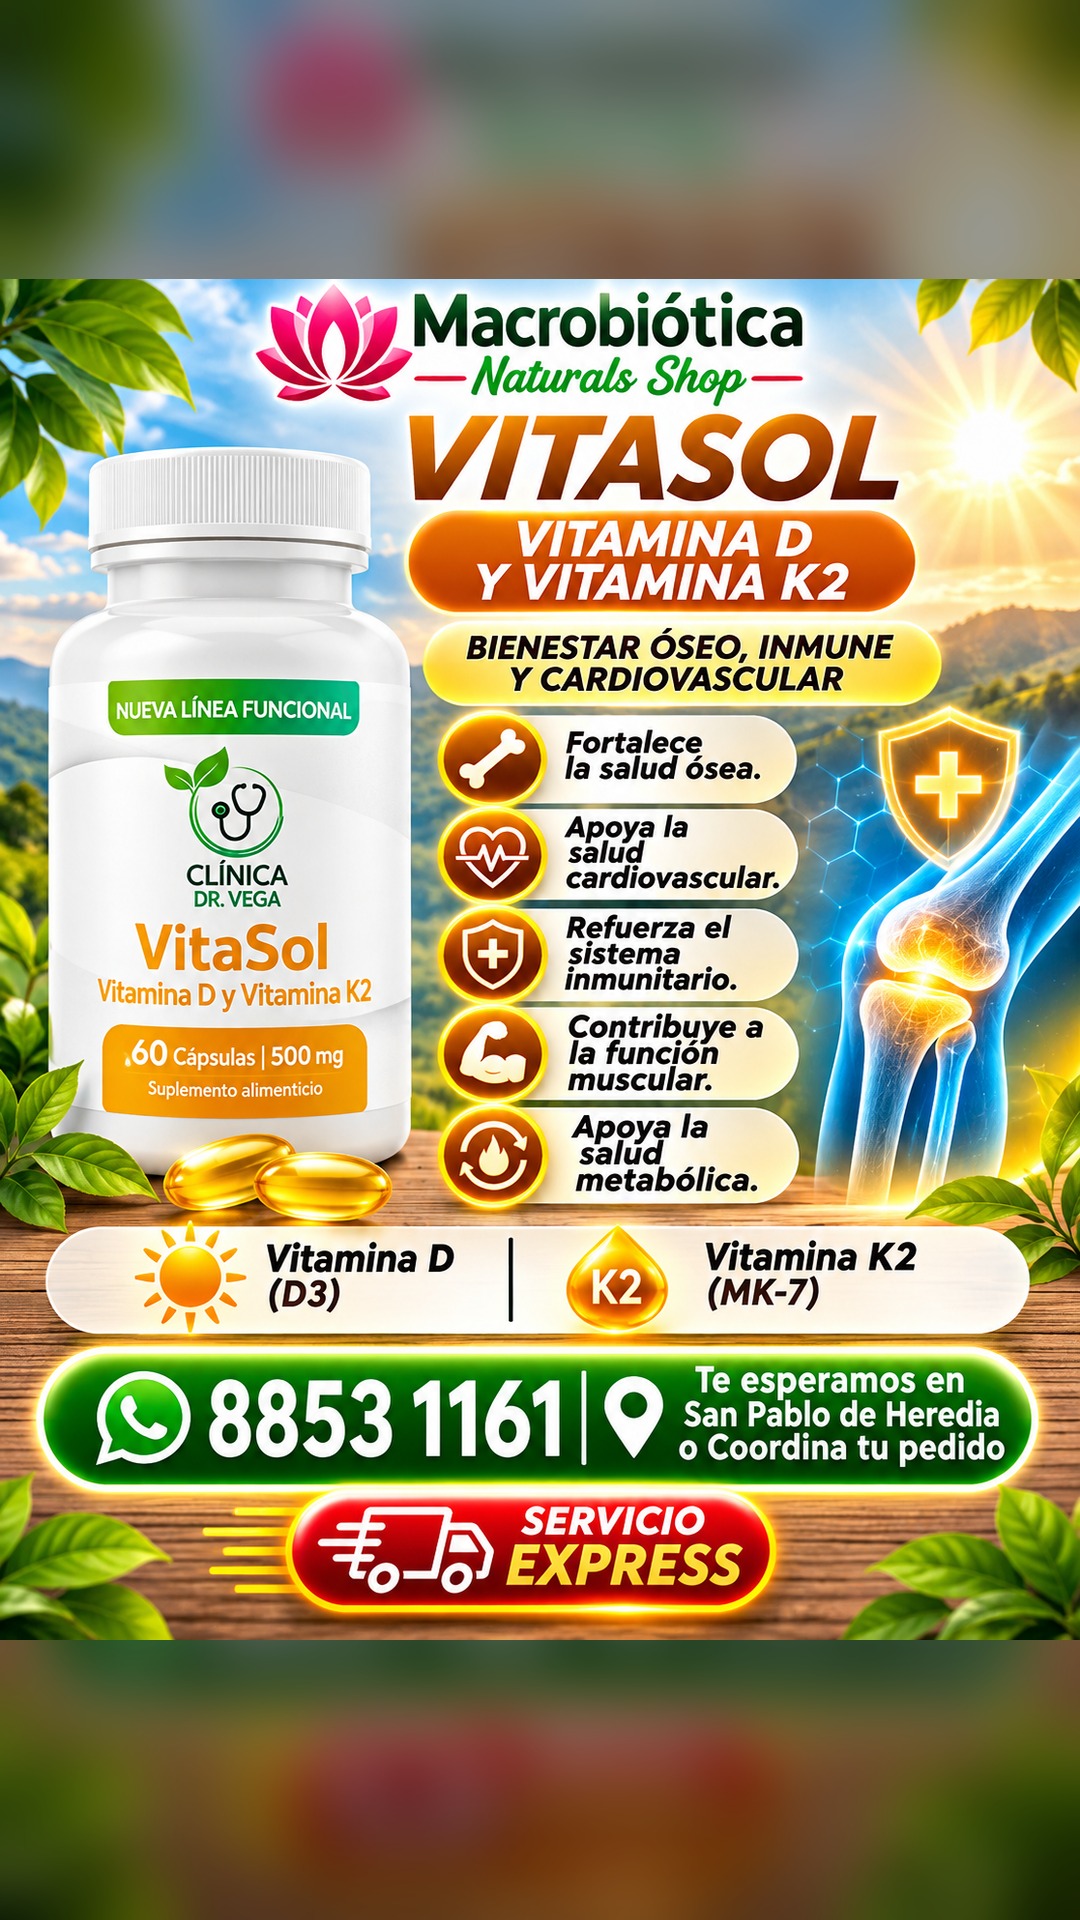 Macrobiótica
Naturals Shop
VITASOL
VITAMINA D
Y VITAMINA K2
BIENESTAR ÓSEO, INMUNE
Y CARDIOVASCULAR
NUEVA LÍNEA FUNCIONAL
CLÍNICA
DR. VEGA
VitaSol
Vitamina D y Vitamina K2
60 Cápsulas | 500 mg
Suplemento alimenticio
Fortalece
la salud ósea.
Apoya la
salud
cardiovascular.
Refuerza el
sistema
inmunitario.
Contribuye a
la función
muscular.
Apoya la
salud
metabólica.
Vitamina D
(D3)
K2
Vitamina K2
(MK-7)
8853 1161
Te esperamos en
San Pablo de Heredia
o Coordina tu pedido
SERVICIO
EXPRESS